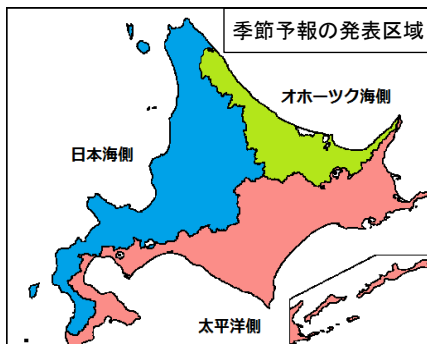 季節予報の発表区域
オホーツク海側
日本海側
太平洋側